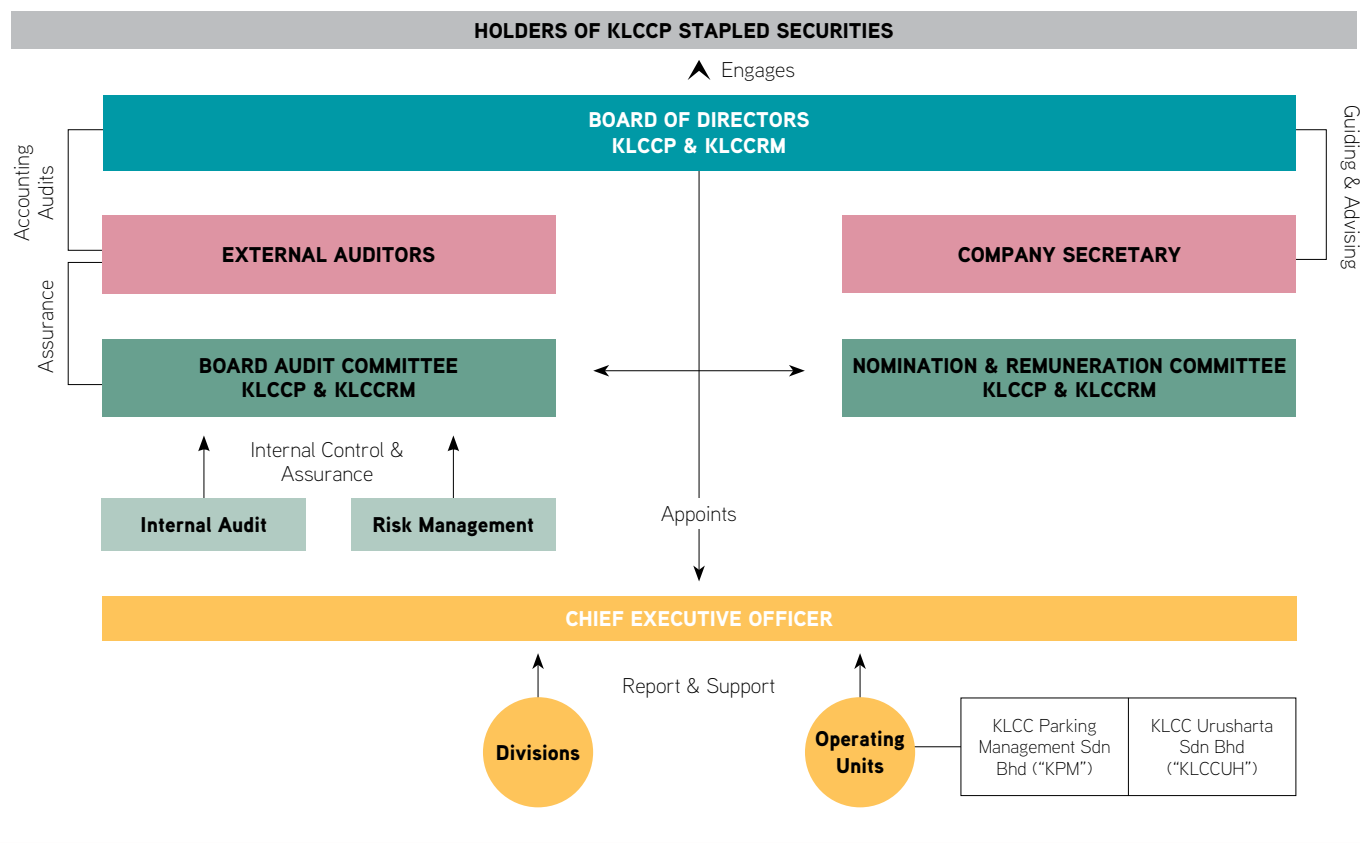 HOLDERS OF KLCCP STAPLED SECURITIES
Engages
BOARD OF DIRECTORS
KLCCP & KLCCRM
Accounting
Audits
Guiding & Advising
EXTERNAL AUDITORS
COMPANY SECRETARY
Assurance
BOARD AUDIT COMMITTEE
KLCCP & KLCCRM
NOMINATION & REMUNERATION COMMITTEE
KLCCP & KLCCRM
Internal Control &
Assurance
Internal Audit
Risk Management
Appoints
CHIEF EXECUTIVE OFFICER
Report & Support
Divisions
Operating
Units
KLCC Parking
Management Sdn
Bhd (“KPM”)
KLCC Urusharta
Sdn Bhd
(“KLCCUH”)